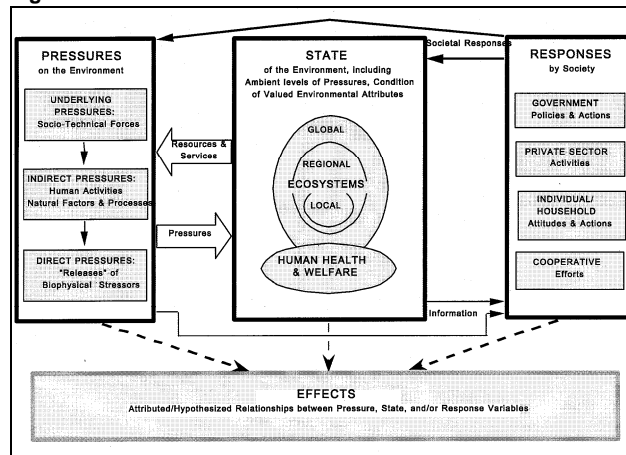 PRESSURES
on the Environment
UNDERLYING
PRESSURES:
Socio-Technical Forces
INDIRECT PRESSURES:
Human Activities
Natural Factors & Processes
DIRECT PRESSURES:
"Releases" of
Biophysical Stressors
Resources &
Services
Pressures
STATE
of the Environment, including
Ambient levels of Pressures, Condition
of Valued Environmental Attributes
GLOBAL
REGIONAL
ECOSYSTEMS
LOCAL
HUMAN HEALTH
& WELFARE
Societal Responses
Information
RESPONSES
by Society
GOVERNMENT
Policies & Actions
PRIVATE SECTOR
Activities
INDIVIDUAL/
HOUSEHOLD
Attitudes & Actions
COOPERATIVE
Efforts
EFFECTS
Attributed/Hypothesized Relationships between Pressure, State, and/or Response Variables